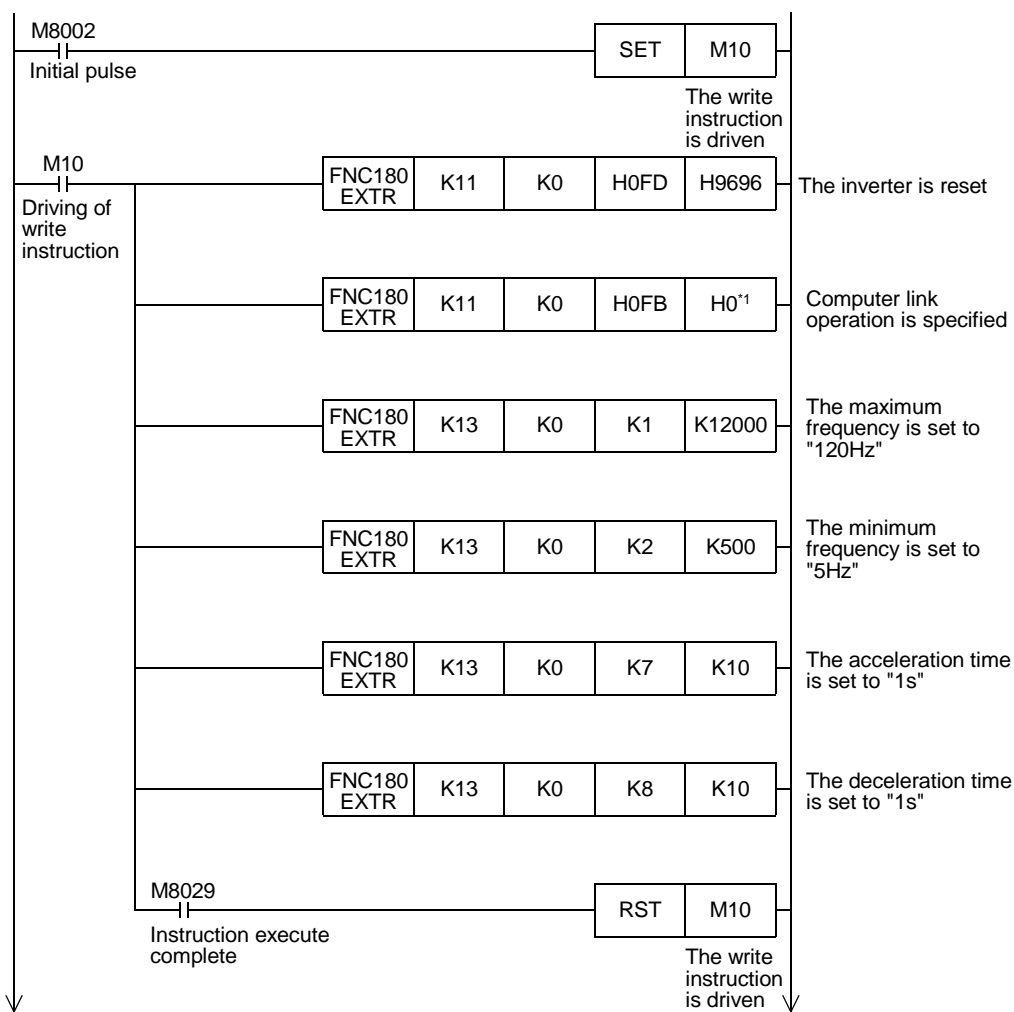 M8002
SET M10
Initial pulse
The write
instruction
is driven
M10
FNC180 EXTR K11 K0 H0FD H9696
The inverter is reset
Driving of
write
instruction
FNC180 EXTR K11 K0 H0FB H0*1
Computer link
operation is specified
FNC180 EXTR K13 K0 K1 K12000
The maximum
frequency is set to
"120Hz"
FNC180 EXTR K13 K0 K2 K500
The minimum
frequency is set to
"5Hz"
FNC180 EXTR K13 K0 K7 K10
The acceleration time
is set to "1s"
FNC180 EXTR K13 K0 K8 K10
The deceleration time
is set to "1s"
M8029
RST M10
Instruction execute
complete
The write
instruction
is driven